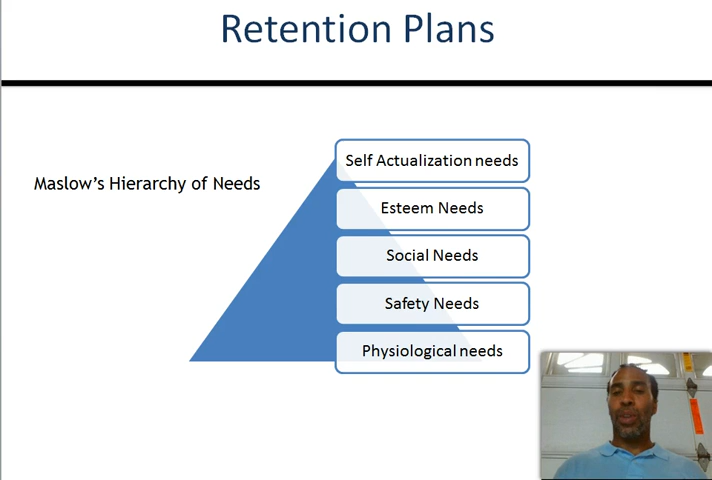 Retention Plans
Maslow's Hierarchy of Needs
Self Actualization needs
Esteem Needs
Social Needs
Safety Needs
Physiological needs